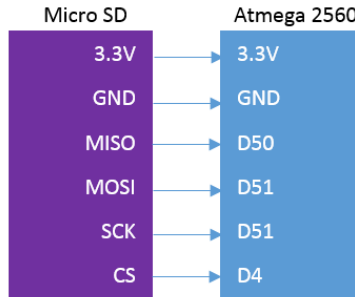 Micro SD Atmega 2560
3.3V 3.3V
GND GND
MISO D50
MOSI D51
SCK D51
CS D4